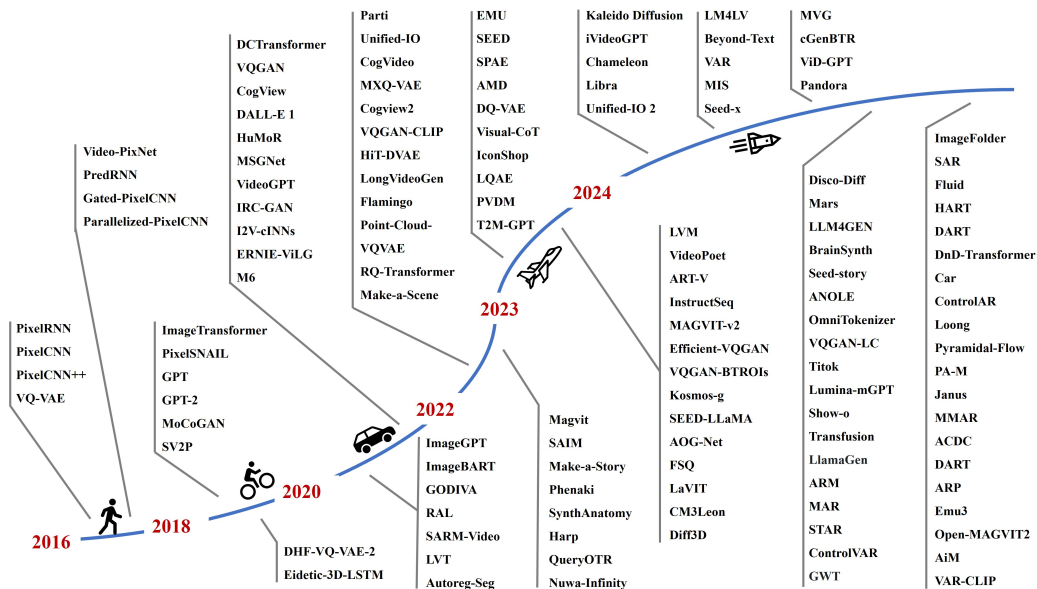 PixelRNN
PixelCNN
PixelCNN++
VQ-VAE
Video-PixNet
PredRNN
Gated-PixelCNN
Parallelized-PixelCNN
ImageTransformer
PixelSNAIL
GPT
GPT-2
MoCoGAN
SV2P
DCTransformer
VQGAN
CogView
DALL-E 1
HuMoR
MSGNet
VideoGPT
IRC-GAN
I2V-cINNs
ERNIE-ViLG
M6
DHF-VQ-VAE-2
Eidetic-3D-LSTM
Parti
Unified-IO
CogVideo
MXQ-VAE
Cogview2
VQGAN-CLIP
HiT-DVAE
LongVideoGen
Flamingo
Point-Cloud-
VQVAE
RQ-Transformer
Make-a-Scene
ImageGPT
ImageBART
GODIVA
RAL
SARM-Video
LVT
Autoreg-Seg
EMU
SEED
SPAE
AMD
DQ-VAE
Visual-CoT
IconShop
LQAE
PVDM
T2M-GPT
Magvit
SAIM
Make-a-Story
Phenaki
SynthAnatomy
Harp
QueryOTR
Nuwa-Infinity
Kaleido Diffusion
iVideoGPT
Chameleon
Libra
Unified-IO 2
LVM
VideoPoet
ART-V
InstructSeq
MAGVIT-v2
Efficient-VQGAN
VQGAN-BTROIs
Kosmos-g
SEED-LLaMA
AOG-Net
FSQ
LaVIT
CM3Leon
Diff3D
LM4LV
Beyond-Text
VAR
MIS
Seed-x
MVG
cGenBTR
ViD-GPT
Pandora
Disco-Diff
Mars
LLM4GEN
BrainSynth
Seed-story
ANOLE
OmniTokenizer
VQGAN-LC
Titok
Lumina-mGPT
Show-o
Transfusion
LlamaGen
ARM
MAR
STAR
ControlVAR
GWT
ImageFolder
SAR
Fluid
HART
DART
DnD-Transformer
Car
ControlAR
Loong
Pyramidal-Flow
PA-M
Janus
MMAR
ACDC
DART
ARP
Emu3
Open-MAGVIT2
AiM
VAR-CLIP
2016
2018
2020
2022
2023
2024